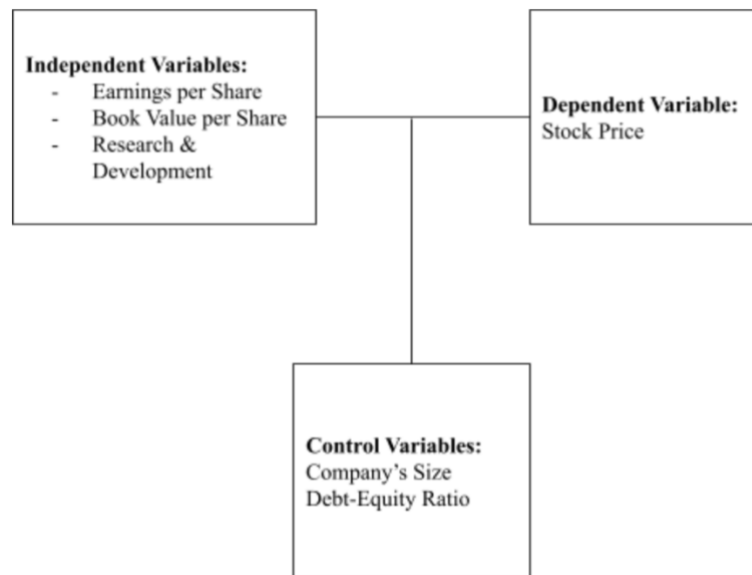 Independent Variables:
- Earnings per Share
- Book Value per Share
- Research &
Development
Dependent Variable:
Stock Price
Control Variables:
Company's Size
Debt-Equity Ratio